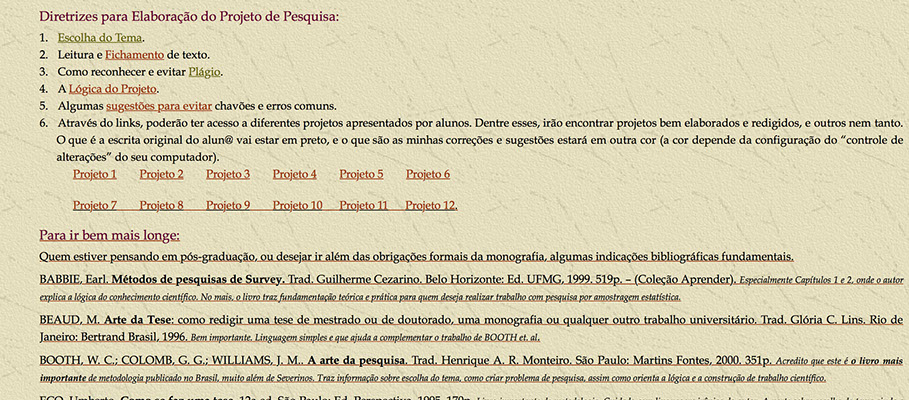 Diretrizes para Elaboração do Projeto de Pesquisa:
1. Escolha do Tema.
2. Leitura e Fichamento de texto.
3. Como reconhecer e evitar Plágio.
4. A Lógica do Projeto.
5. Algumas sugestões para evitar chavões e erros comuns.
6. Através do links, poderão ter acesso a diferentes projetos apresentados por alunos. Dentre esses, irão encontrar projetos bem elaborados e redigidos, e outros nem tanto.
O que é a escrita original do alun@ vai estar em preto, e o que são as minhas correções e sugestões estará em outra cor (a cor depende da configuração do “controle de
alterações” do seu computador).
Projeto 1 Projeto 2 Projeto 3 Projeto 4 Projeto 5 Projeto 6
Projeto 7 Projeto 8 Projeto 9 Projeto 10 Projeto 11 Projeto 12.
Para ir bem mais longe:
Quem estiver pensando em pós-graduação, ou desejar ir além das obrigações formais da monografia, algumas indicações bibliográficas fundamentais.
BABBIE, Earl. Métodos de pesquisas de Survey. Trad. Guilherme Cezarino. Belo Horizonte: Ed. UFMG, 1999. 519p. – (Coleção Aprender). Especialmente Capítulos 1 e 2, onde o autor
explica a lógica do conhecimento científico. No mais, o livro traz fundamentação teórica e prática para quem deseja realizar trabalho com pesquisa por amostragem estatística.
BEAUD, M. Arte da Tese: como redigir uma tese de mestrado ou de doutorado, uma monografia ou qualquer outro trabalho universitário. Trad. Glória C. Lins. Rio de
Janeiro: Bertrand Brasil, 1996. Bem importante. Linguagem simples e que ajuda a complementar o trabalho de BOOTH et. al.
BOOTH, W. C.; COLOMB, G. G.; WILLIAMS, J. M.. A arte da pesquisa. Trad. Henrique A. R. Monteiro. São Paulo: Martins Fontes, 2000. 351p. Acredito que este é o livro mais
importante de metodologia publicado no Brasil, muito além de Severinos. Traz informação sobre escolha do tema, como criar problema de pesquisa, assim como orienta a lógica e a construção de trabalho científico.
ECO, Umberto. Como se faz uma tese. 12a ed. São Paulo: Ed. Perspectiva, 1995. 170p.